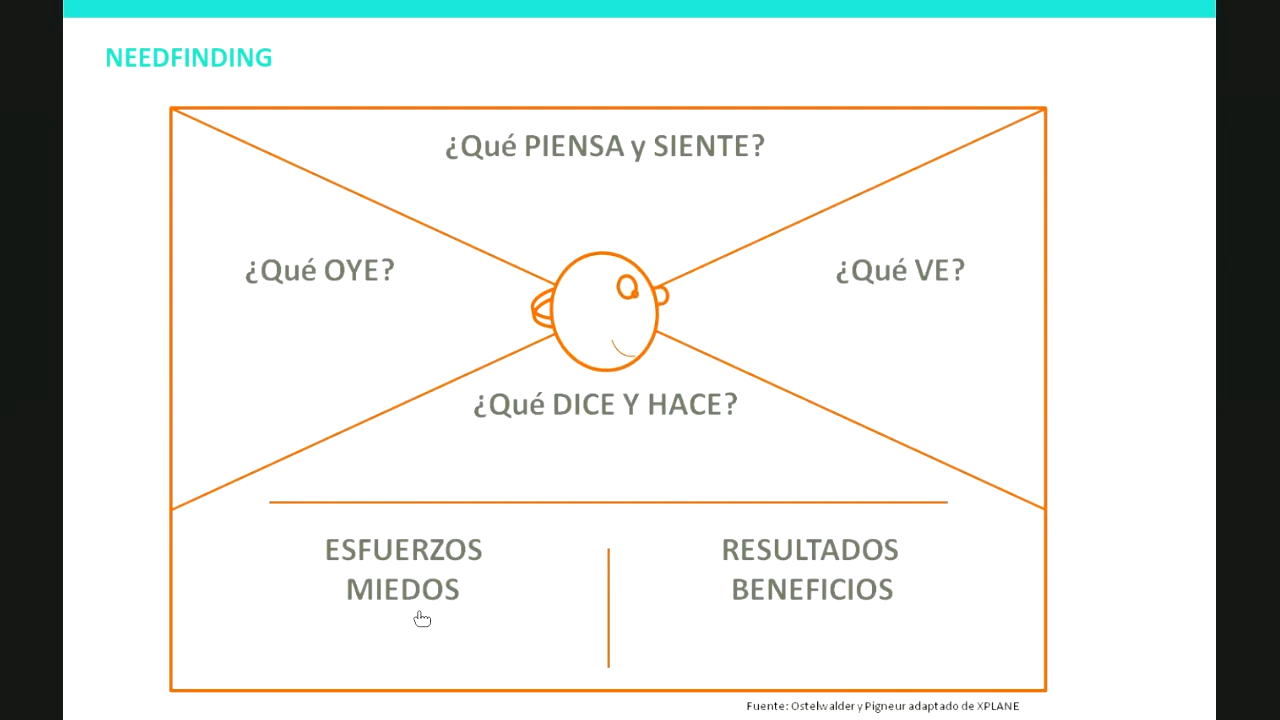 NEEDFINDING
¿Qué PIENSA y SIENTE?
¿Qué OYE?
¿Qué VE?
¿Qué DICE Y HACE?
ESFUERZOS
MIEDOS
RESULTADOS
BENEFICIOS
Fuente: Ostelwalder y Pigneur adaptado de XPLANE